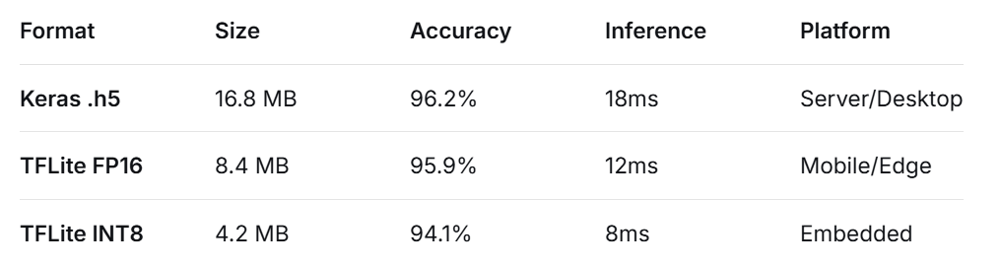 Format Size Accuracy Inference Platform
Keras .h5 16.8 MB 96.2% 18ms Server/Desktop
TFLite FP16 8.4 MB 95.9% 12ms Mobile/Edge
TFLite INT8 4.2 MB 94.1% 8ms Embedded